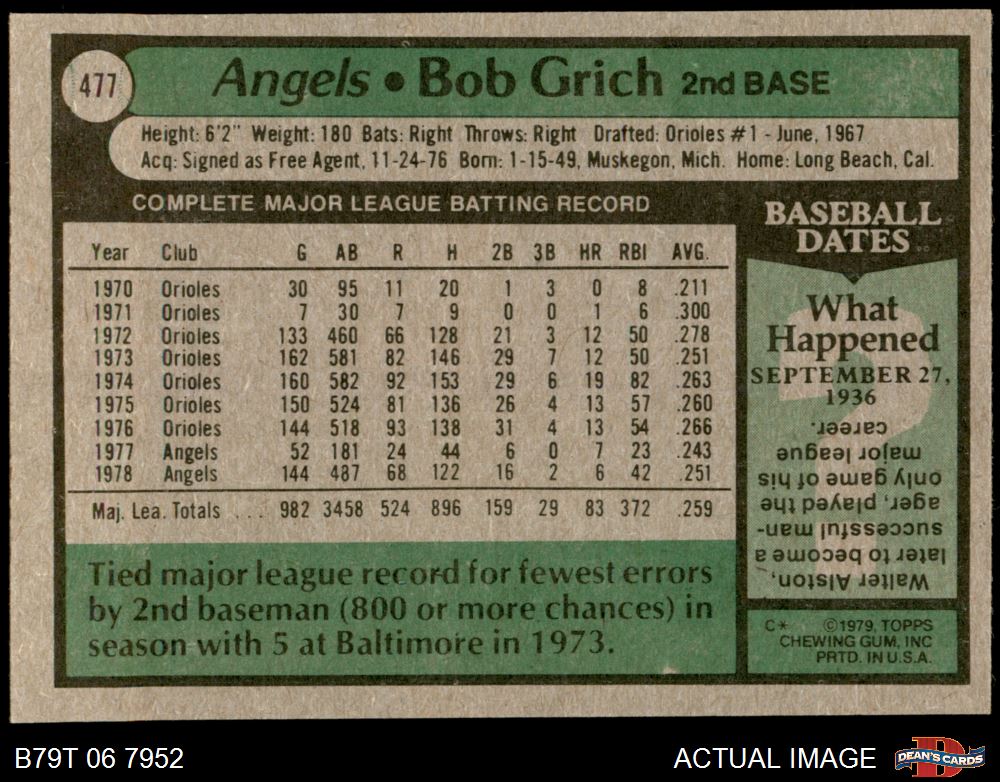 477
Angels • Bob Grich 2nd BASE
Height: 6'2" Weight: 180 Bats: Right Throws: Right Drafted: Orioles #1 - June, 1967
Acq: Signed as Free Agent, 11-24-76 Born: 1-15-49, Muskegon, Mich. Home: Long Beach, Cal.
COMPLETE MAJOR LEAGUE BATTING RECORD
Year Club G AB R H 2B 3B HR RBI AVG.
1970 Orioles 30 95 11 20 1 3 0 8 .211
1971 Orioles 7 30 7 9 0 0 1 6 .300
1972 Orioles 133 460 66 128 21 3 12 50 .278
1973 Orioles 162 581 82 146 29 7 12 50 .251
1974 Orioles 160 582 92 153 29 6 19 82 .263
1975 Orioles 150 524 81 136 26 4 13 57 .260
1976 Orioles 144 518 93 138 31 4 13 54 .266
1977 Angels 52 181 24 44 6 0 7 23 .243
1978 Angels 144 487 68 122 16 2 6 42 .251
Maj. Lea. Totals ... 982 3458 524 896 159 29 83 372 .259
Tied major league record for fewest errors
by 2nd baseman (800 or more chances) in
season with 5 at Baltimore in 1973.
BASEBALL
DATES
What
Happened
SEPTEMBER 27,
1936
Walter Alston,
later to become a
successful man-
ager, played the
only game of his
major league
career.
C* ©1979, TOPPS
CHEWING GUM, INC
PRTD. IN U.S.A.
B79T 06 7952
ACTUAL IMAGE
D
DEAN'S CARDS